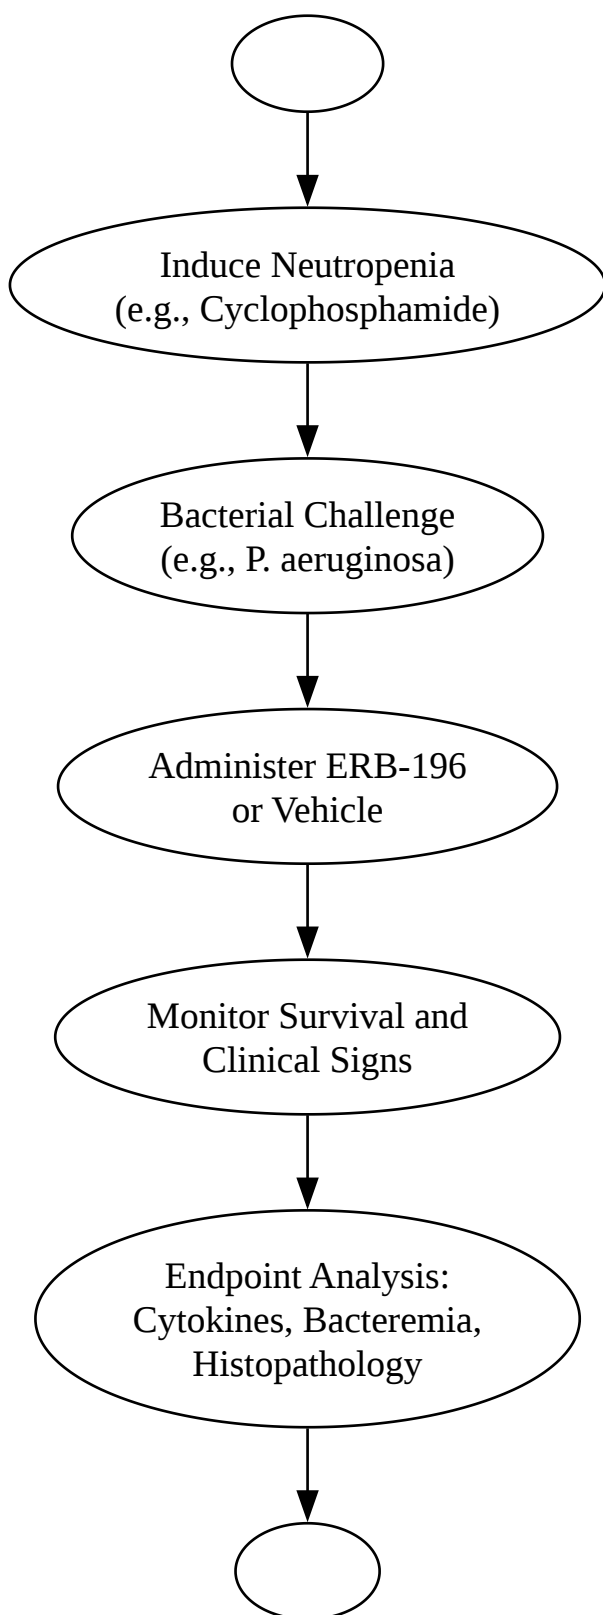 Induce Neutropenia
(e.g., Cyclophosphamide)
Bacterial Challenge
(e.g., P. aeruginosa)
Administer ERB-196
or Vehicle
Monitor Survival and
Clinical Signs
Endpoint Analysis:
Cytokines, Bacteremia,
Histopathology